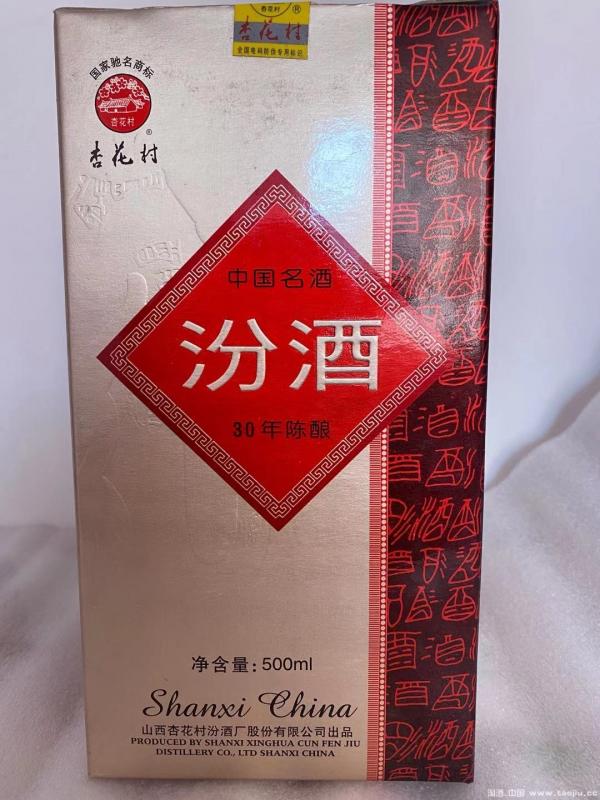 杏花村
杏花村®
全国电码防伪专用标识
国家驰名商标
杏花村
杏花村®
中国名酒
汾酒
30年陈酿
净含量: 500ml
Shanxi China
山西杏花村汾酒厂股份有限公司出品
PRODUCED BY SHANXI XINGHUA CUN FEN JIU
DISTILLERY CO., LTD SHANXI CHINA
淘酒.中国 www.taojiu.cc